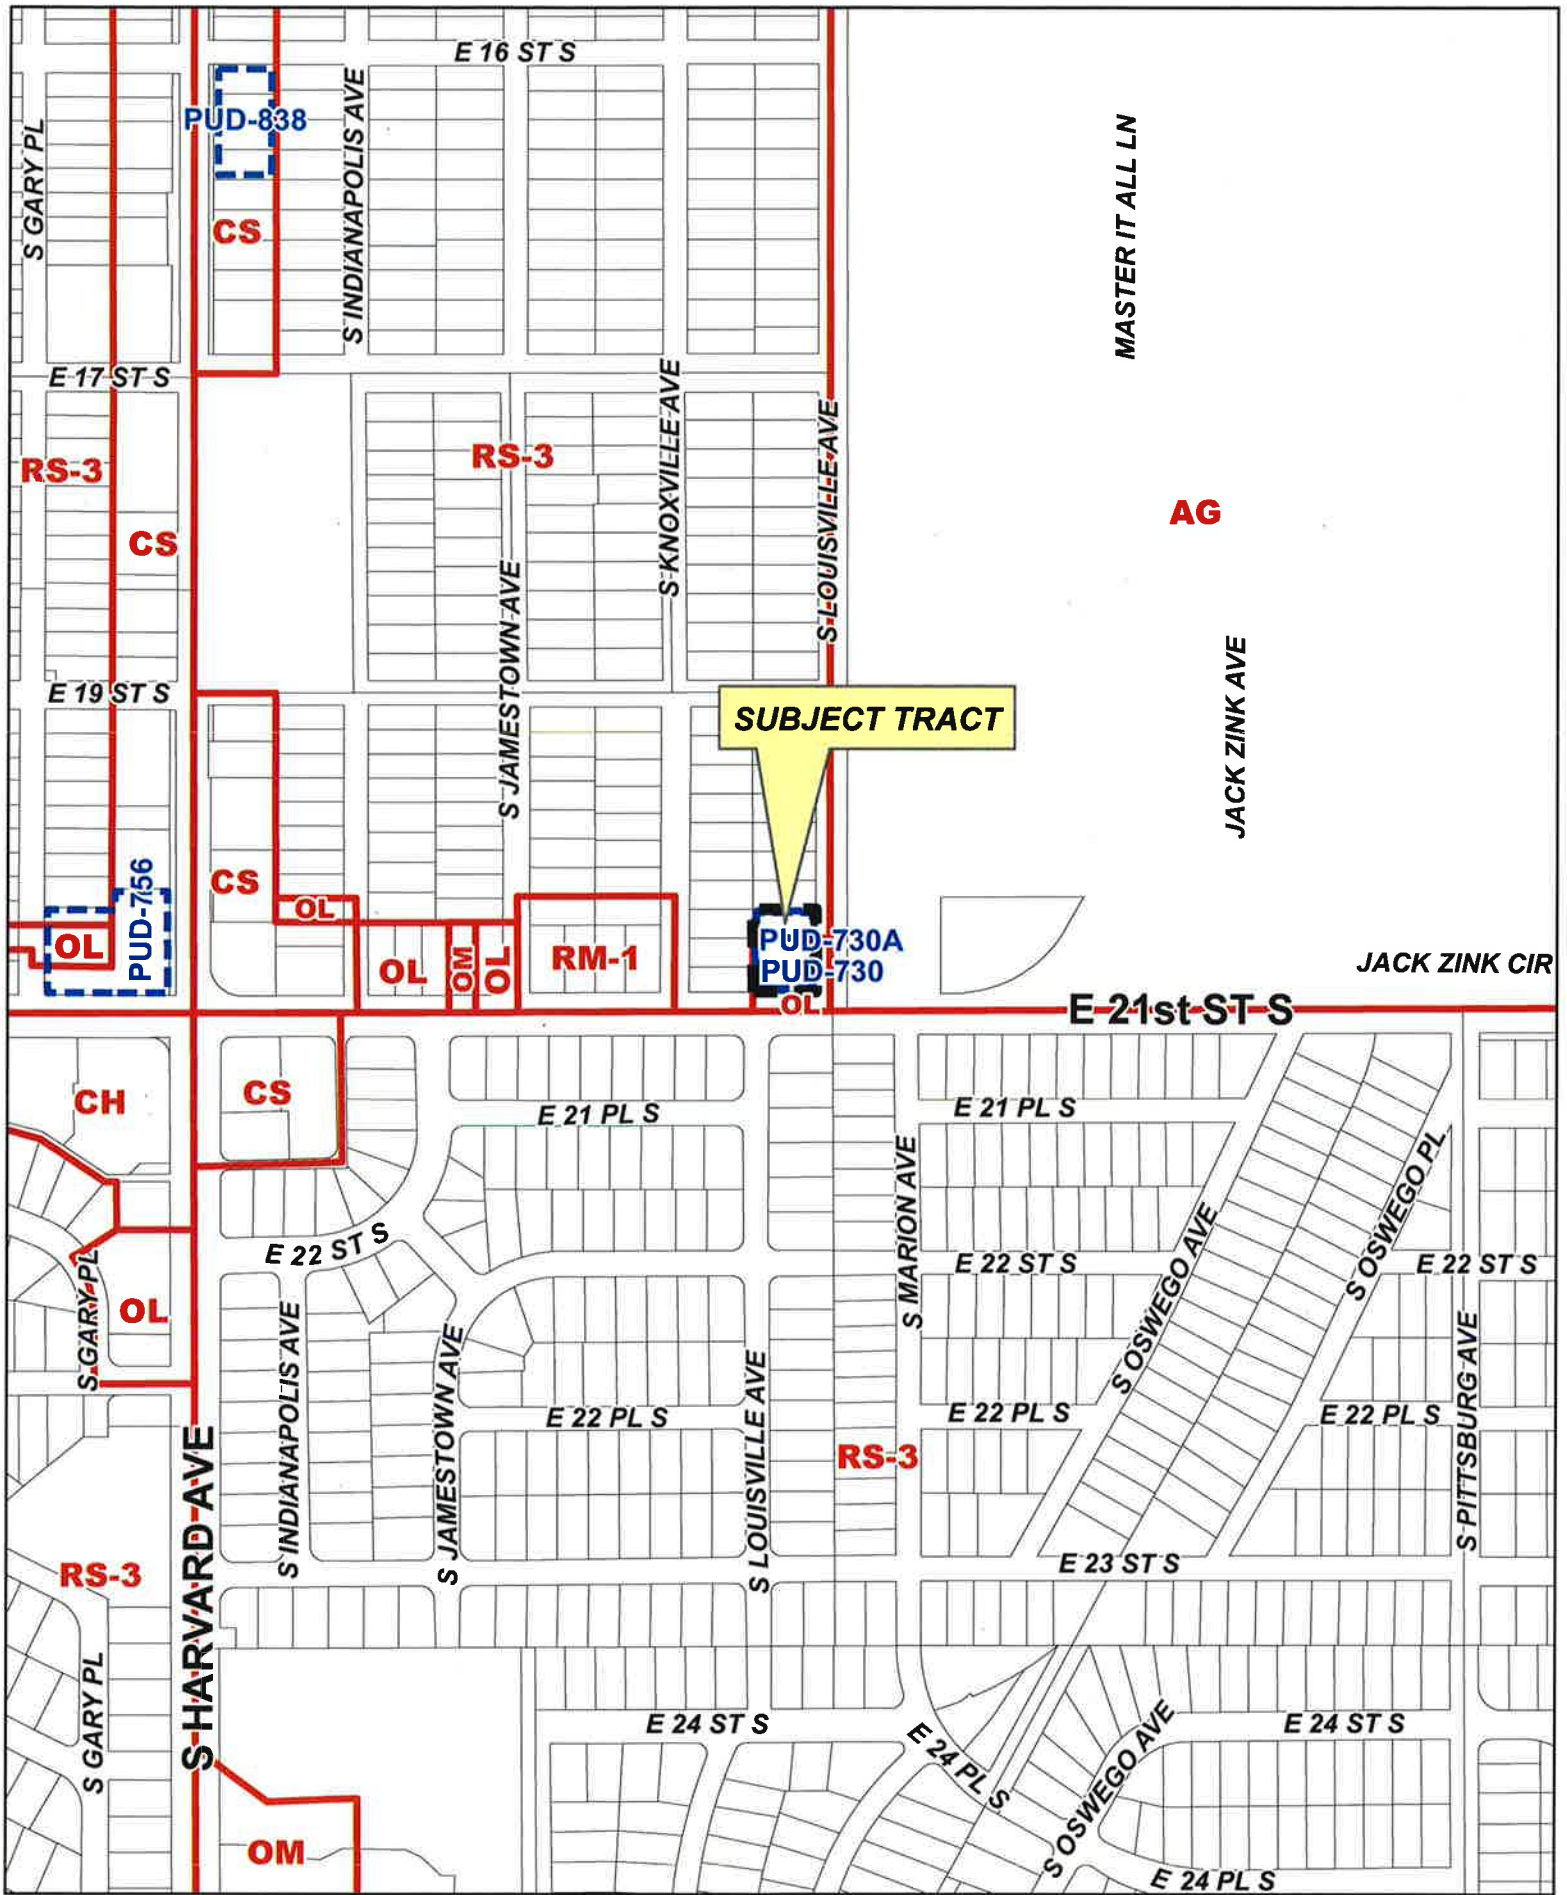 E 16 ST S
S GARY PL
PUD-838
S INDIANAPOLIS AVE
MASTER IT ALL LN
CS
E 17 ST S
RS-3
RS-3
S KNOXVILLE AVE
S LOUISVILLE AVE
AG
CS
S JAMESTOWN AVE
E 19 ST S
SUBJECT TRACT
JACK ZINK AVE
CS
OL
PUD-756
OL
OL
OM
OL
RM-1
PUD-730A
PUD-730
OL
JACK ZINK CIR
E 21st ST S
CH
CS
E 21 PL S
E 21 PL S
S MARION AVE
S OSWEGO AVE
S OSWEGO PL
E 22 ST S
E 22 ST S
E 22 ST S
S GARY PL
OL
S INDIANAPOLIS AVE
S JAMESTOWN AVE
S LOUISVILLE AVE
S PITTSBURG AVE
E 22 PL S
E 22 PL S
E 22 PL S
RS-3
S HARVARD AVE
RS-3
E 23 ST S
S GARY PL
E 24 ST S
E 24 PL S
S OSWEGO AVE
E 24 ST S
OM
E 24 PL S